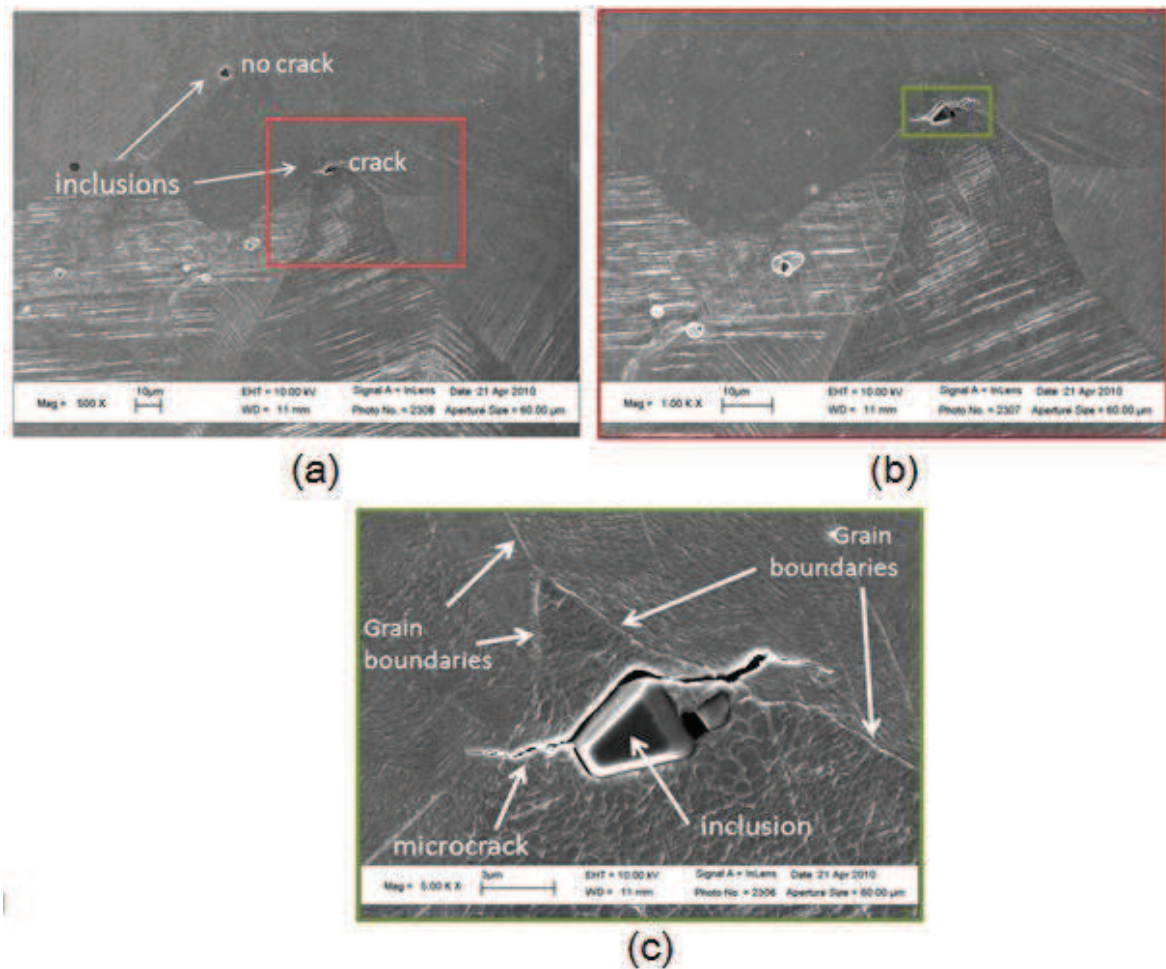 no crack
inclusions
crack
Mag = 500 X
10μm
EHT = 10.00 kV
Signal A = InLens
Date :21 Apr 2010
WD = 11 mm
Photo No. = 2308
Aperture Size = 60.00 μm
(a)
Mag = 1.00 K X
10μm
EHT = 10.00 kV
Signal A = InLens
Date :21 Apr 2010
WD = 11 mm
Photo No. = 2307
Aperture Size = 60.00 μm
(b)
Grain
boundaries
Grain
boundaries
inclusion
microcrack
Mag = 5.00 K X
3μm
EHT = 10.00 kV
Signal A = InLens
Date :21 Apr 2010
WD = 11 mm
Photo No. = 2306
Aperture Size = 60.00 μm
(c)